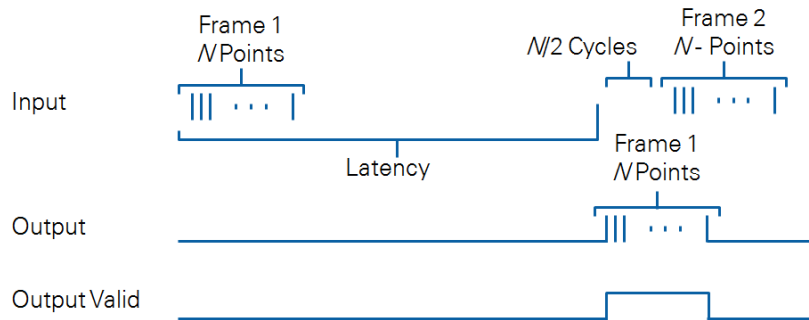 Frame 1
N Points
N/2 Cycles
Frame 2
N- Points
Input
Latency
Frame 1
N Points
Output
Output Valid